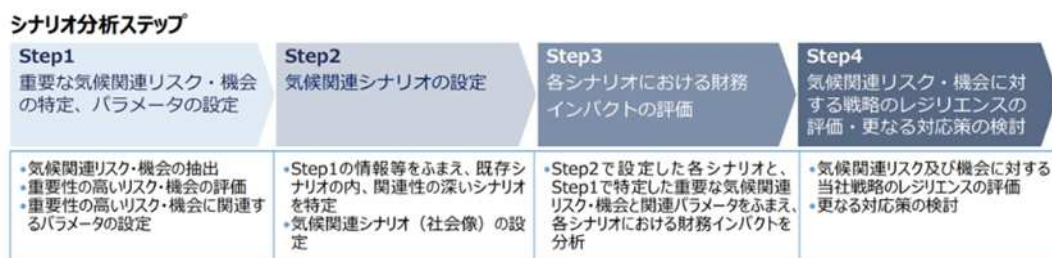 シナリオ分析ステップ
Step1
重要な気候関連リスク・機会
の特定、パラメータの設定
Step2
気候関連シナリオの設定
Step3
各シナリオにおける財務
インパクトの評価
Step4
気候関連リスク・機会に対
する戦略のレジリエンスの
評価・更なる対応策の検討
•気候関連リスク・機会の抽出
•重要性の高いリスク・機会の評価
•重要性の高いリスク・機会に関連す
るパラメータの設定
•Step1の情報等をふまえ、既存シ
ナリオの内、関連性の深いシナリオ
を特定
•気候関連シナリオ（社会像）の設
定
•Step2で設定した各シナリオと、
Step1で特定した重要な気候関連
リスク・機会と関連パラメータをふまえ、
各シナリオにおける財務インパクトを
分析
•気候関連リスク及び機会に対する
当社戦略のレジリエンスの評価
•更なる対応策の検討